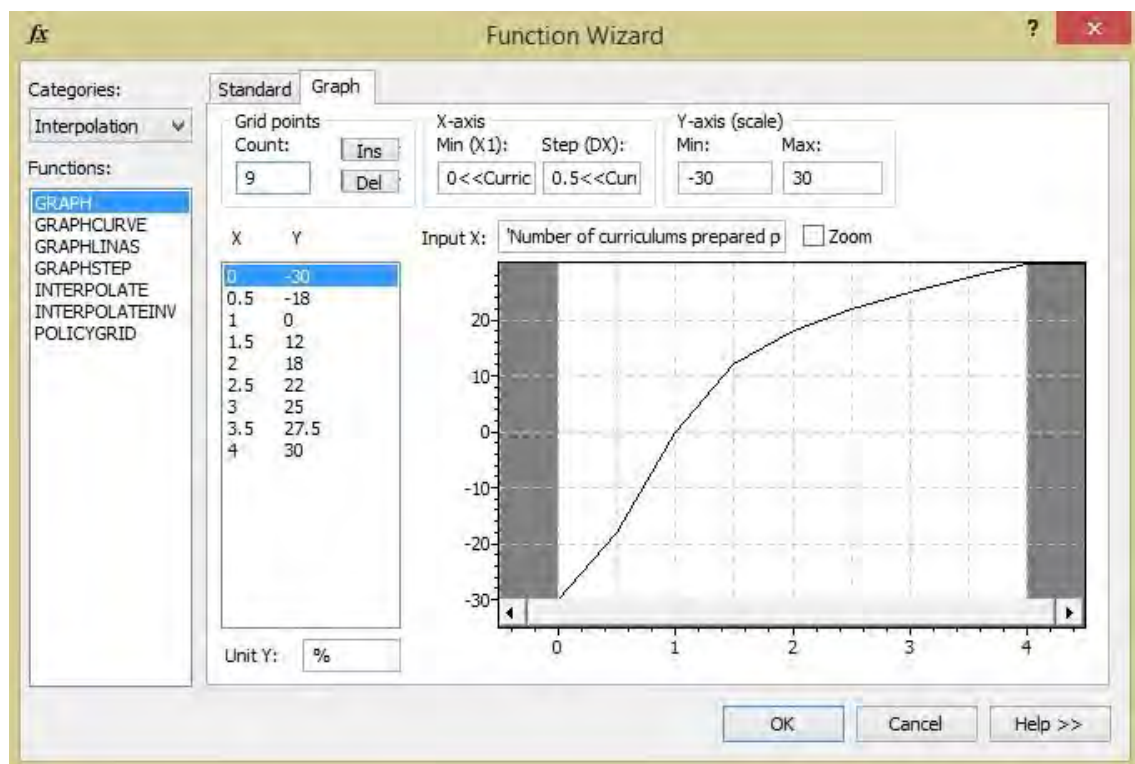 fx Function Wizard ? x
Categories:
Interpolation
Functions:
GRAPH
GRAPHCURVE
GRAPHLINAS
GRAPHSTEP
INTERPOLATE
INTERPOLATEINV
POLICYGRID
Standard Graph
Grid points
Count:
9
Ins
Del
X-axis
Min (X1): Step (DX):
0<<Curric 0.5<<Curr
Y-axis (scale)
Min: Max:
-30 30
X Y
0 -30
0.5 -18
1 0
1.5 12
2 18
2.5 22
3 25
3.5 27.5
4 30
Unit Y: %
Input X: 'Number of curriculums prepared p Zoom
20
10
0
-10
-20
-30
0 1 2 3 4
OK Cancel Help >>